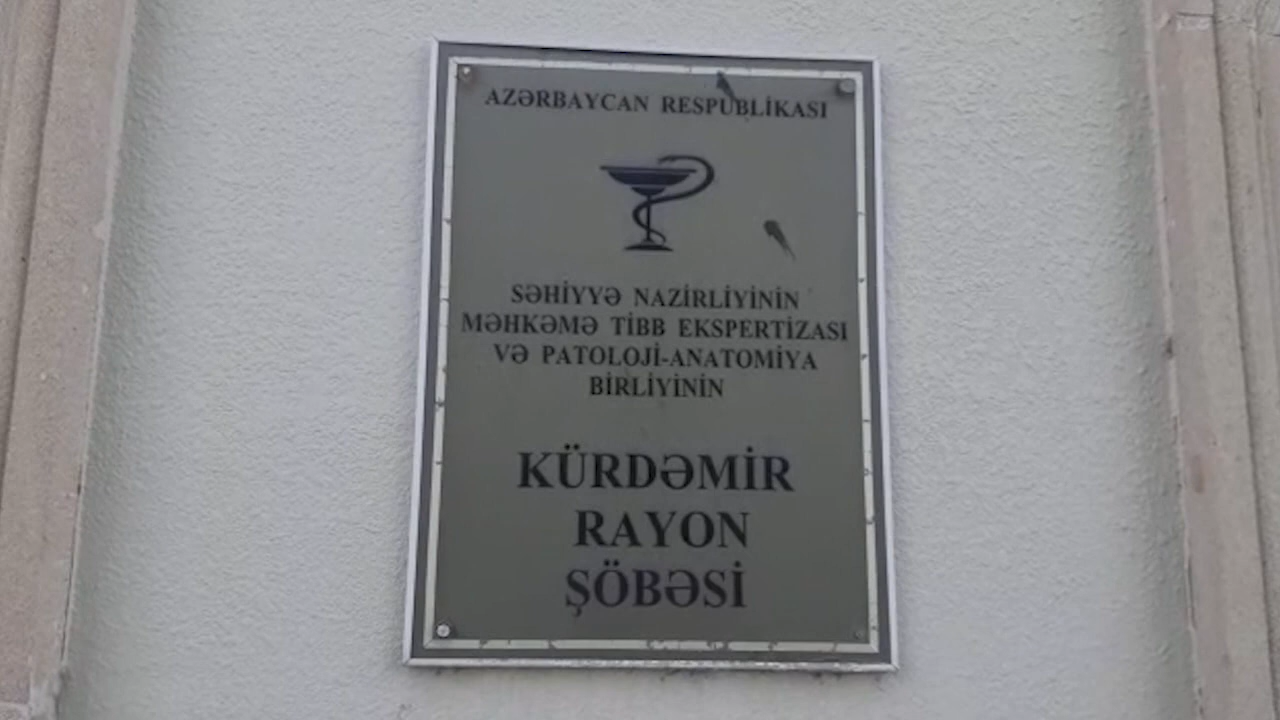 AZƏRBAYCAN RESPUBLİKASI
SƏHİYYƏ NAZİRLİYİNİN
MƏHKƏMƏ TİBB EKSPERTİZASI
VƏ PATOLOJİ-ANATOMİYA
BİRLİYİNİN
KÜRDƏMİR
RAYON
ŞÖBƏSİ